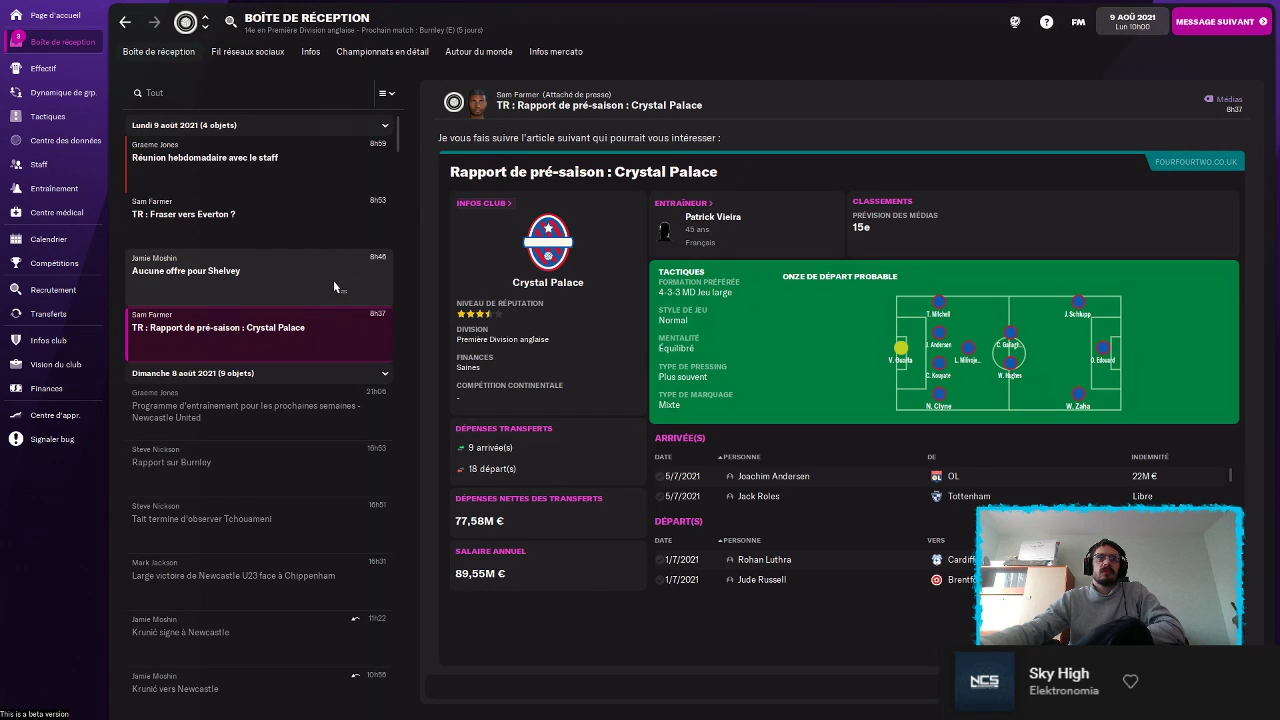 Page d'accueil
3
Boîte de réception
Effectif
Dynamique de grp.
Tactiques
Centre des données
Staff
Entraînement
Centre médical
Calendrier
Compétitions
Recrutement
Transferts
Infos club
Vision du club
Finances
Centre d'appr.
Signaler bug
This is a beta version
BOÎTE DE RÉCEPTION
14e en Première Division anglaise - Prochain match : Burnley (E) (5 jours)
FM
9 AOÛ 2021
Lun 10h00
MESSAGE SUIVANT
Boîte de réception
Fil réseaux sociaux
Infos
Championnats en détail
Autour du monde
Infos mercato
Tout
Lundi 9 août 2021 (4 objets)
Graeme Jones 8h59
Réunion hebdomadaire avec le staff
Sam Farmer 8h53
TR : Fraser vers Everton ?
Jamie Moshin 8h46
Aucune offre pour Shelvey
Sam Farmer 8h37
TR : Rapport de pré-saison : Crystal Palace
Dimanche 8 août 2021 (9 objets)
Graeme Jones 21h06
Programme d'entraînement pour les prochaines semaines -
Newcastle United
Steve Nickson 16h53
Rapport sur Burnley
Steve Nickson 16h51
Tait termine d'observer Tchouameni
Mark Jackson 16h31
Large victoire de Newcastle U23 face à Chippenham
Jamie Moshin 11h22
Krunić signe à Newcastle
Jamie Moshin 10h56
Krunić vers Newcastle
Sam Farmer (Attaché de presse)
TR : Rapport de pré-saison : Crystal Palace
Médias
8h37
Je vous fais suivre l'article suivant qui pourrait vous intéresser :
FOURFOURTWO.CO.UK
Rapport de pré-saison : Crystal Palace
INFOS CLUB >
Crystal Palace
NIVEAU DE RÉPUTATION
DIVISION
Première Division anglaise
FINANCES
Saines
COMPÉTITION CONTINENTALE
-
DÉPENSES TRANSFERTS
9 arrivée(s)
18 départ(s)
DÉPENSES NETTES DES TRANSFERTS
77,58M €
SALAIRE ANNUEL
89,55M €
ENTRAÎNEUR >
Patrick Vieira
45 ans
Français
CLASSEMENTS
PRÉVISION DES MÉDIAS
15e
TACTIQUES
FORMATION PRÉFÉRÉE
4-3-3 MD Jeu large
STYLE DE JEU
Normal
MENTALITÉ
Équilibré
TYPE DE PRESSING
Plus souvent
TYPE DE MARQUAGE
Mixte
ONZE DE DÉPART PROBABLE
T. Mitchell
J. Schlupp
J. Andersen
C. Gallagh...
V. Guaita
L. Milivoje...
O. Edouard
C. Kouyaté
W. Hughes
N. Clyne
W. Zaha
ARRIVÉE(S)
DATE PERSONNE DE INDEMNITÉ
5/7/2021 Joachim Andersen OL 22M €
5/7/2021 Jack Roles Tottenham Libre
DÉPART(S)
DATE PERSONNE VERS
1/7/2021 Rohan Luthra Cardiff
1/7/2021 Jude Russell Brentfo
NCS
Sky High
Elektronomia